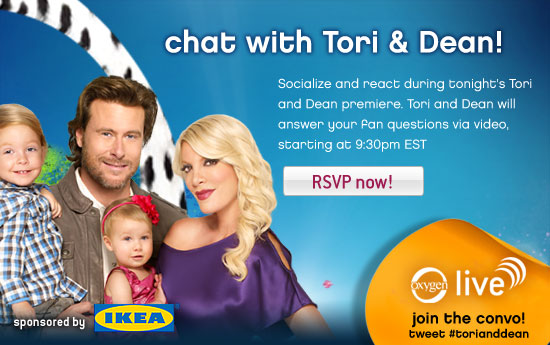 chat with Tori & Dean!
Socialize and react during tonight's Tori
and Dean premiere. Tori and Dean will
answer your fan questions via video,
starting at 9:30pm EST
RSVP now!
oxygen live
join the convo!
tweet #torianddean
sponsored by IKEA